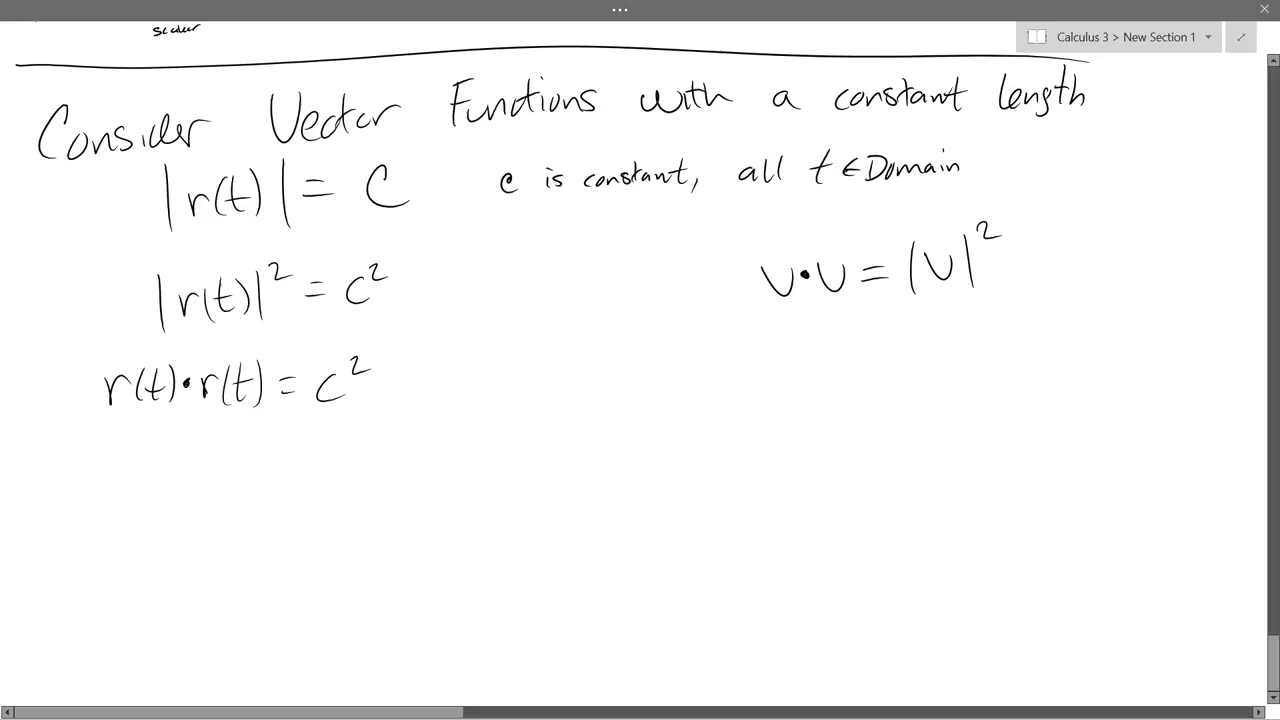 scalar
Calculus 3 > New Section 1
Consider Vector Functions with a constant length
|r(t)| = C    c is constant, all t ∈ Domain
|r(t)|² = c²    v•v = |v|²
r(t)•r(t) = c²